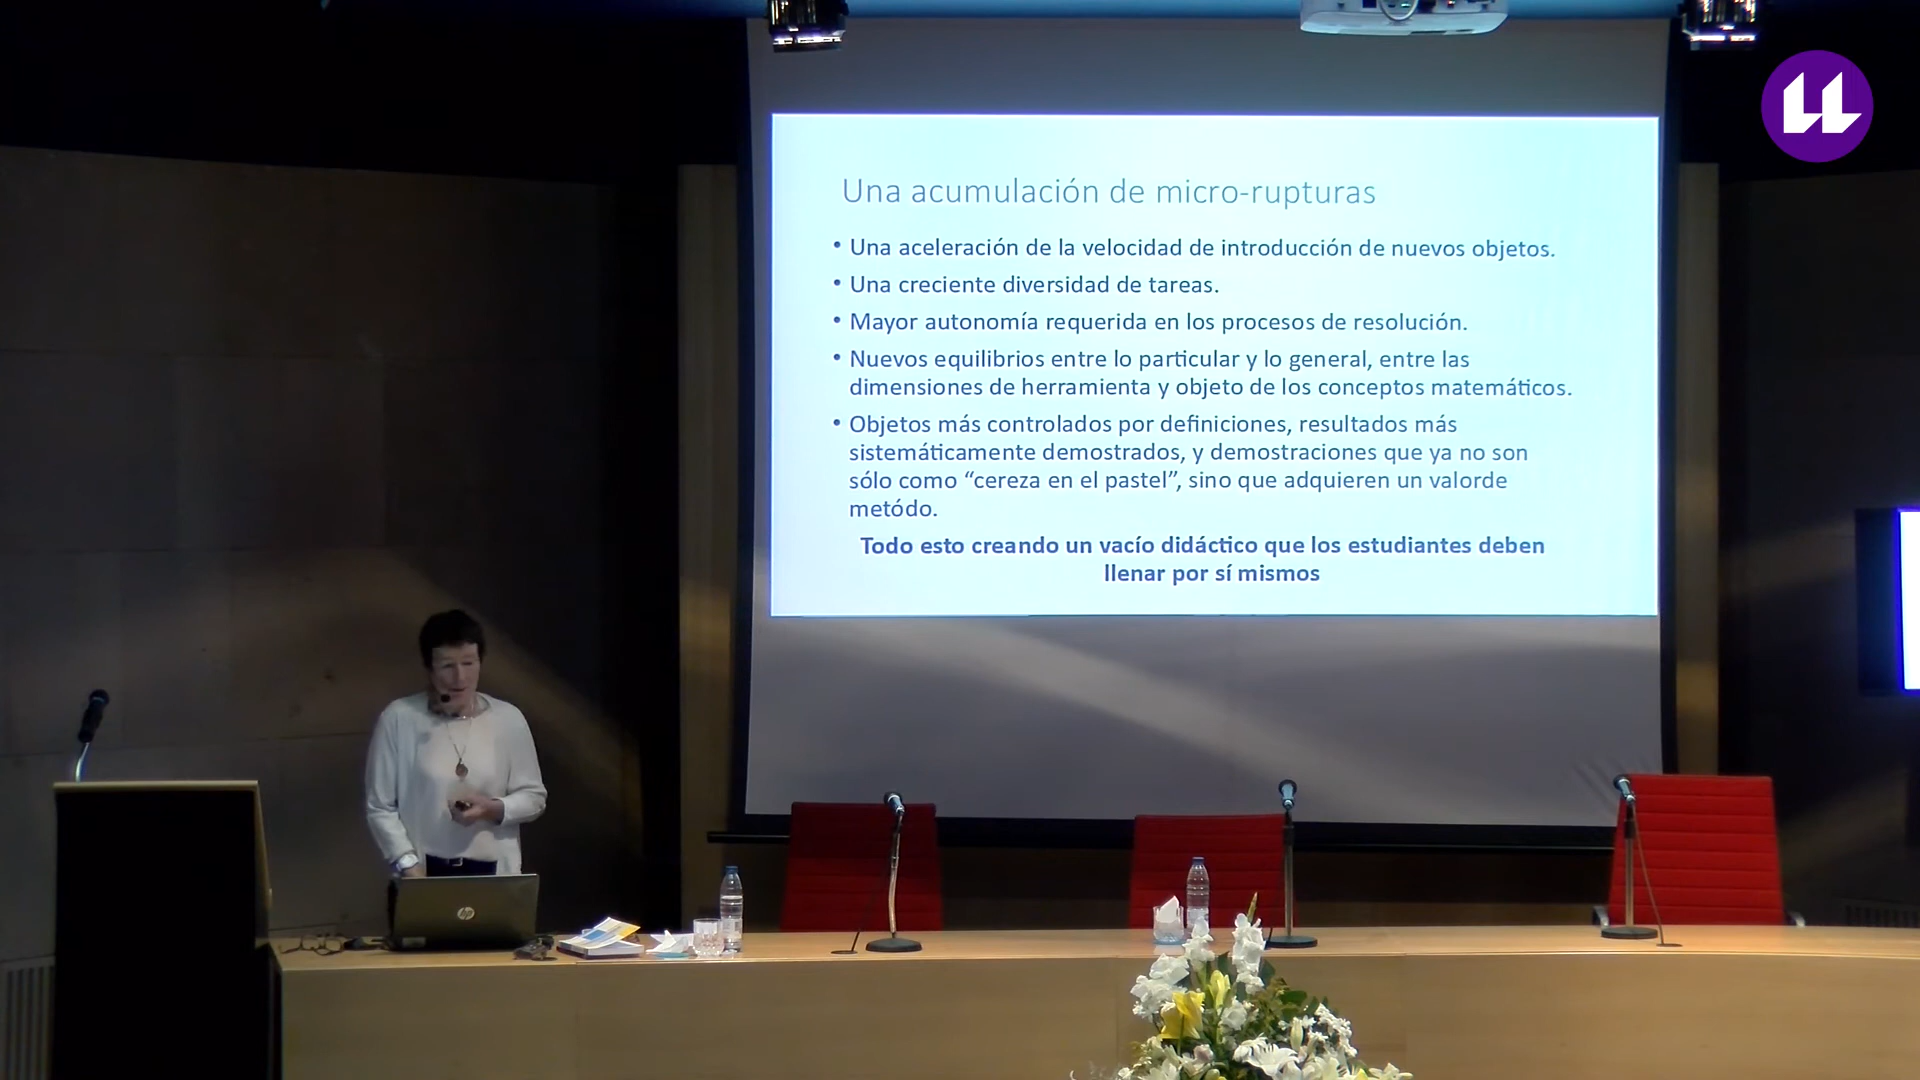 Una acumulación de micro-rupturas
• Una aceleración de la velocidad de introducción de nuevos objetos.
• Una creciente diversidad de tareas.
• Mayor autonomía requerida en los procesos de resolución.
• Nuevos equilibrios entre lo particular y lo general, entre las
dimensiones de herramienta y objeto de los conceptos matemáticos.
• Objetos más controlados por definiciones, resultados más
sistemáticamente demostrados, y demostraciones que ya no son
sólo como “cereza en el pastel”, sino que adquieren un valorde
metódo.
Todo esto creando un vacío didáctico que los estudiantes deben
llenar por sí mismos
hp